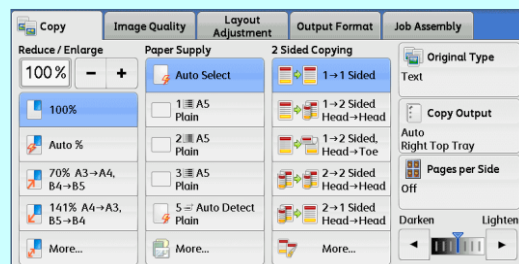 Copy
Image Quality
Layout
Adjustment
Output Format
Job Assembly
Reduce / Enlarge
100%
−
+
100%
Auto %
70% A3→A4,
B4→B5
141% A4→A3,
B5→B4
More...
Paper Supply
Auto Select
1 A5
Plain
2 A5
Plain
3 A5
Plain
5 Auto Detect
Plain
More...
2 Sided Copying
1→1 Sided
1→2 Sided
Head→Head
1→2 Sided,
Head→Toe
2→2 Sided
Head→Head
2→1 Sided
Head→Head
More...
Original Type
Text
Copy Output
Auto
Right Top Tray
Pages per Side
Off
Darken
Lighten